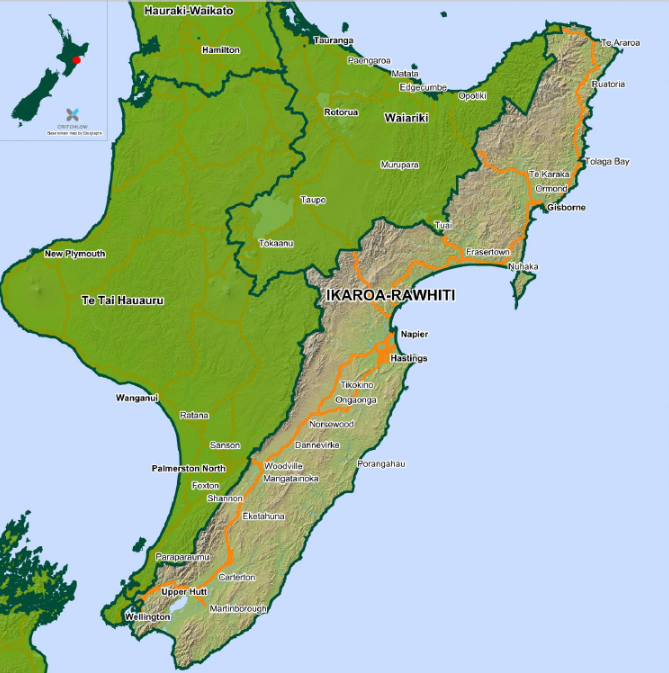 Hauraki-Waikato
Hamilton
Tauranga
Paengaroa
Matata
Edgecumbe
Opotiki
Te Araroa
Ruatoria
CRITCHLOW
Rotorua
Waiariki
Murupara
Tolaga Bay
Te Karaka
Ormond
Gisborne
Taupo
Tuai
Tokaanu
Frasertown
Nuhaka
New Plymouth
Te Tai Hauauru
IKAROA-RAWHITI
Napier
Hastings
Tikokino
Ongaonga
Wanganui
Ratana
Norsewood
Sanson
Dannevirke
Palmerston North
Woodville
Porangahau
Mangatainoka
Foxton
Shannon
Eketahuna
Paraparaumu
Carterton
Upper Hutt
Martinborough
Wellington